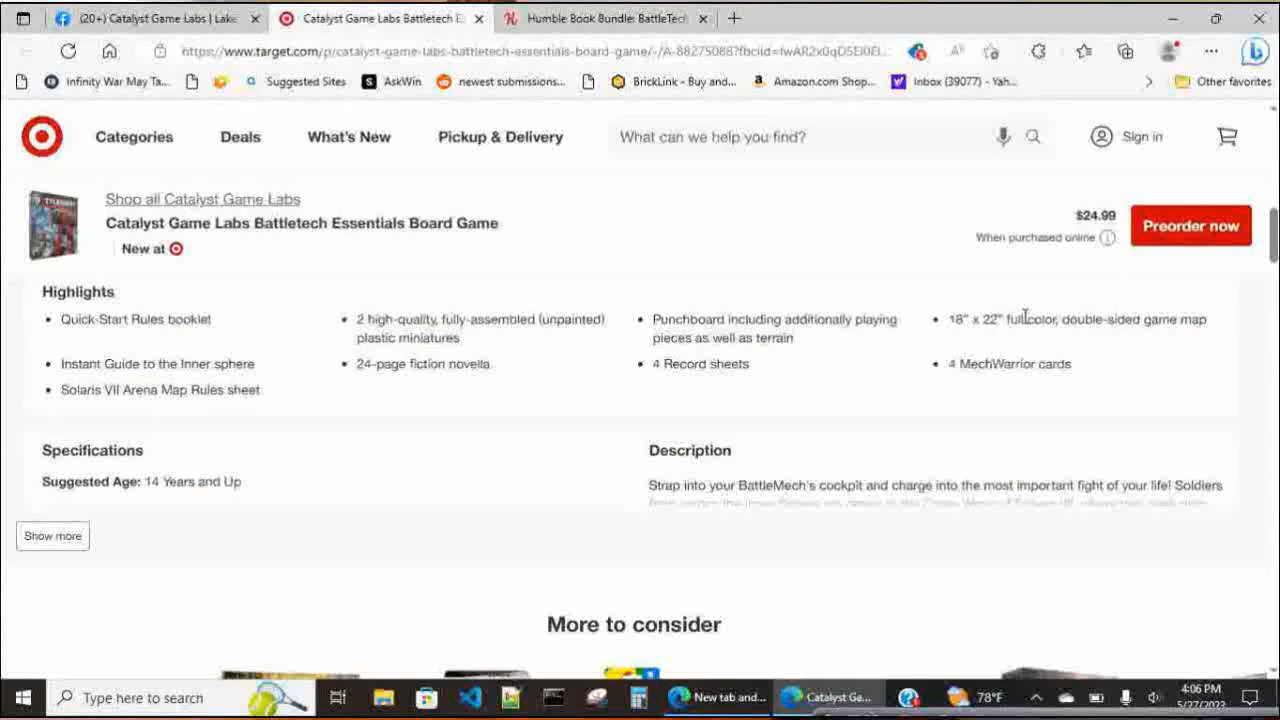 (20+) Catalyst Game Labs | Lake
Catalyst Game Labs Battletech E
Humble Book Bundle: BattleTech
https://www.target.com/p/catalyst-game-labs-battletech-essentials-board-game/-/A-88275088?fbclid=IwAR2x0qD5EI0EI...
Infinity War May Ta...
Suggested Sites
AskWin
newest submissions...
BrickLink - Buy and...
Amazon.com Shop...
Inbox (39077) - Yah...
Other favorites
Categories
Deals
What's New
Pickup & Delivery
What can we help you find?
Sign in
Shop all Catalyst Game Labs
Catalyst Game Labs Battletech Essentials Board Game
New at
$24.99
When purchased online
Preorder now
Highlights
Quick-Start Rules booklet
2 high-quality, fully-assembled (unpainted)
plastic miniatures
Punchboard including additionally playing
pieces as well as terrain
18" x 22" full color, double-sided game map
Instant Guide to the Inner sphere
24-page fiction novella
4 Record sheets
4 MechWarrior cards
Solaris VII Arena Map Rules sheet
Specifications
Description
Suggested Age: 14 Years and Up
Strap into your BattleMech's cockpit and charge into the most important fight of your life! Soldiers
Show more
More to consider
Type here to search
New tab and...
Catalyst Ga...
78°F
4:06 PM
5/27/2023